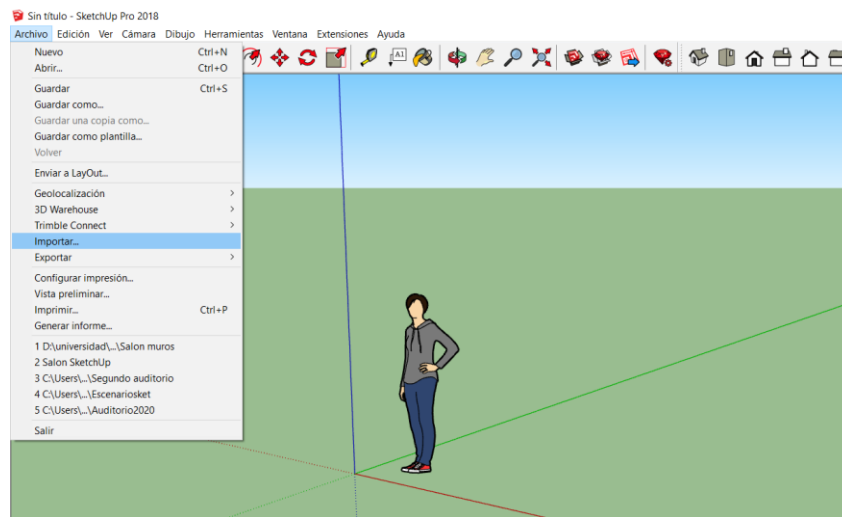 Sin título - SketchUp Pro 2018
Archivo Edición Ver Cámara Dibujo Herramientas Ventana Extensiones Ayuda
Nuevo Ctrl+N
Abrir... Ctrl+O
Guardar Ctrl+S
Guardar como...
Guardar una copia como...
Guardar como plantilla...
Volver
Enviar a LayOut...
Geolocalización >
3D Warehouse >
Trimble Connect >
Importar...
Exportar >
Configurar impresión...
Vista preliminar...
Imprimir... Ctrl+P
Generar informe...
1 D:\universidad\...\Salon muros
2 Salon SketchUp
3 C:\Users\...\Segundo auditorio
4 C:\Users\...\Escenariosket
5 C:\Users\...\Auditorio2020
Salir
A1